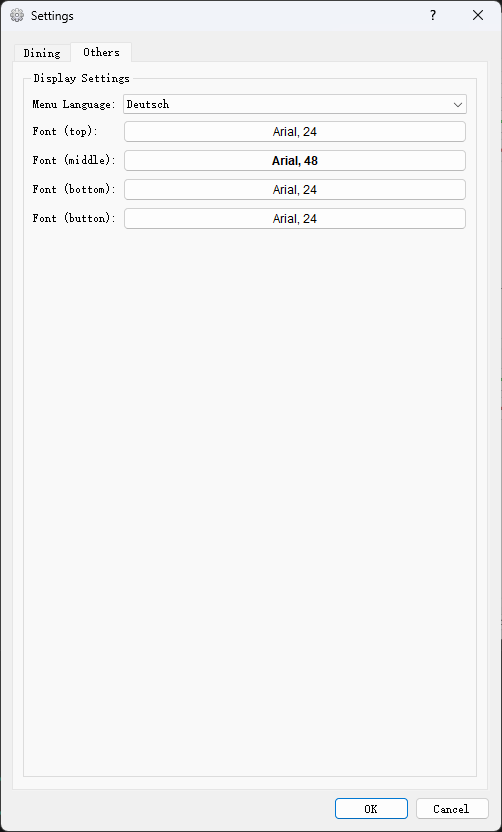 Settings
?
Dining Others
Display Settings
Menu Language: Deutsch
Font (top): Arial, 24
Font (middle): Arial, 48
Font (bottom): Arial, 24
Font (button): Arial, 24
OK Cancel